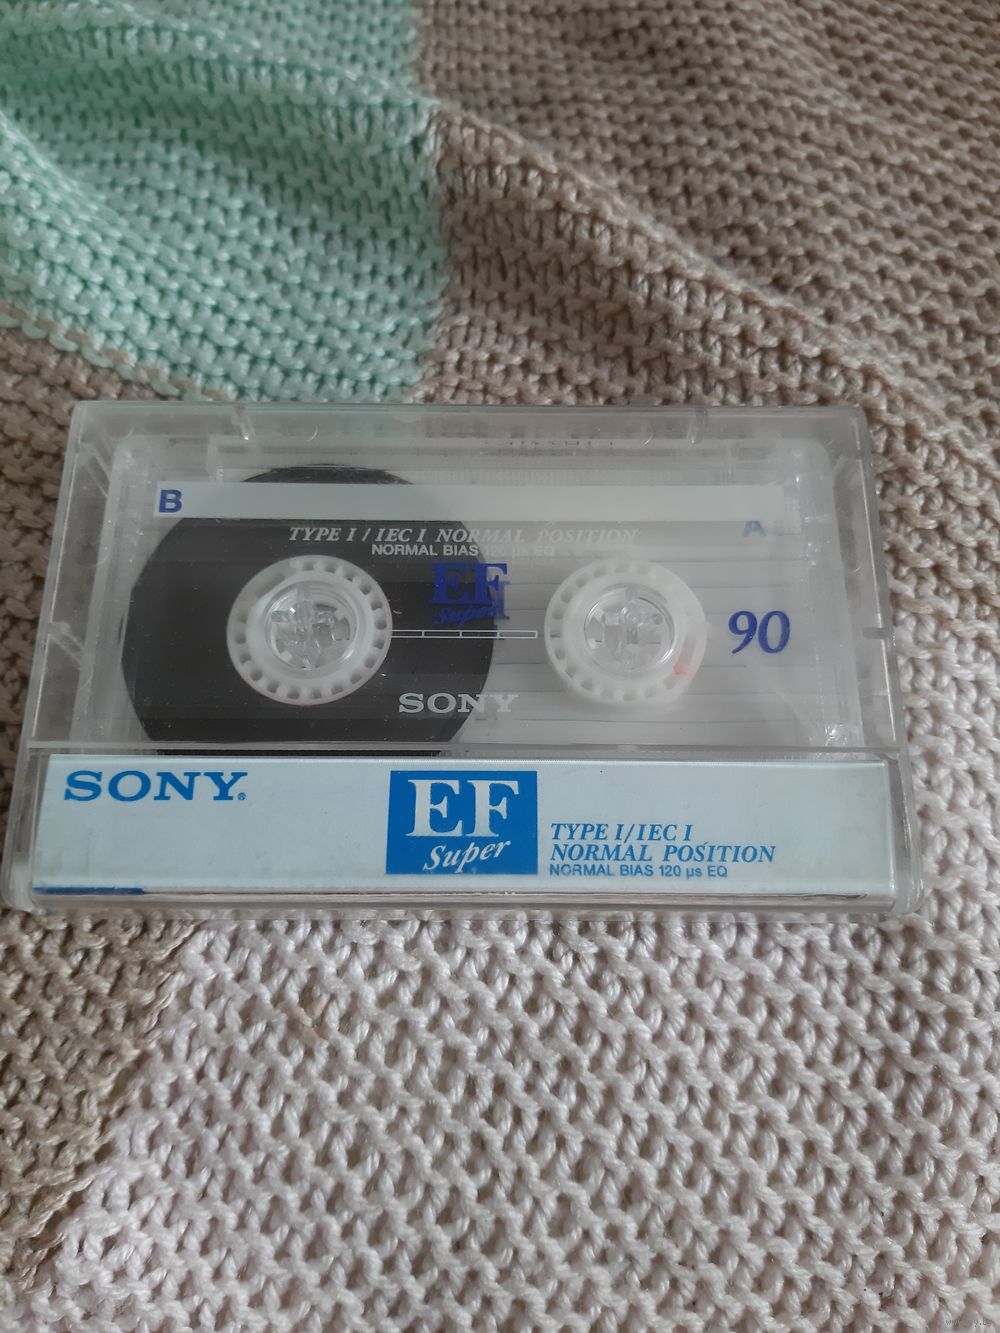 B
A
TYPE I / IEC I NORMAL POSITION
NORMAL BIAS 120 µs EQ
EF
Super
90
SONY
SONY®
EF
Super
TYPE I/IEC I
NORMAL POSITION
NORMAL BIAS 120 µs EQ